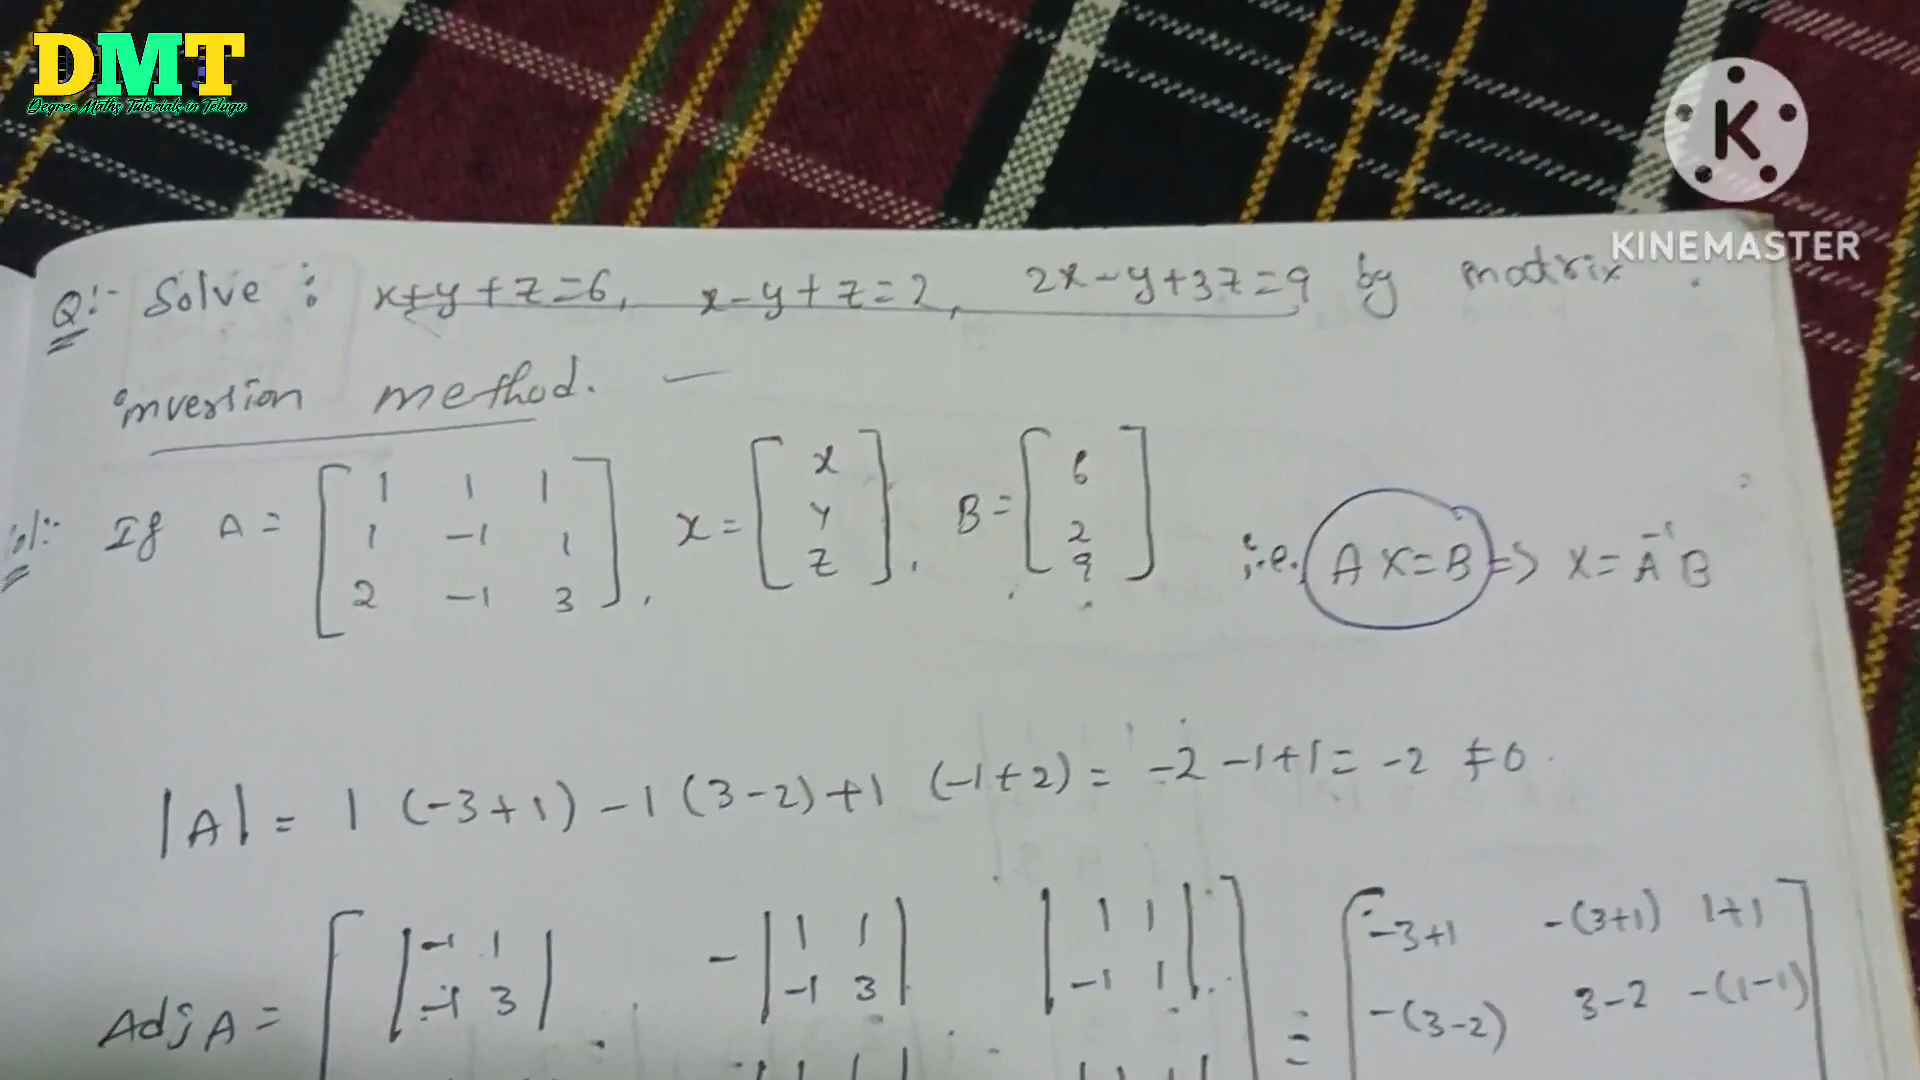 DMT
Degree Maths Tutorials in Telugu
K
KINEMASTER
Q:- Solve : x+y+z=6, x-y+z=2, 2x-y+3z=9 by matrix
inversion method.
Sol:- If A = [1 1 1; 1 -1 1; 2 -1 3], X = [x; y; z], B = [6; 2; 9] i.e. AX=B => X = A⁻¹B
|A| = 1 (-3+1) -1 (3-2) +1 (-1+2) = -2 -1+1 = -2 ≠0.
Adj A = [|-1 1; -1 3| -|1 1; -1 3| |1 1; -1 1| = [-3+1 -(3+1) 1+1
-(3-2) 3-2 -(1-1)